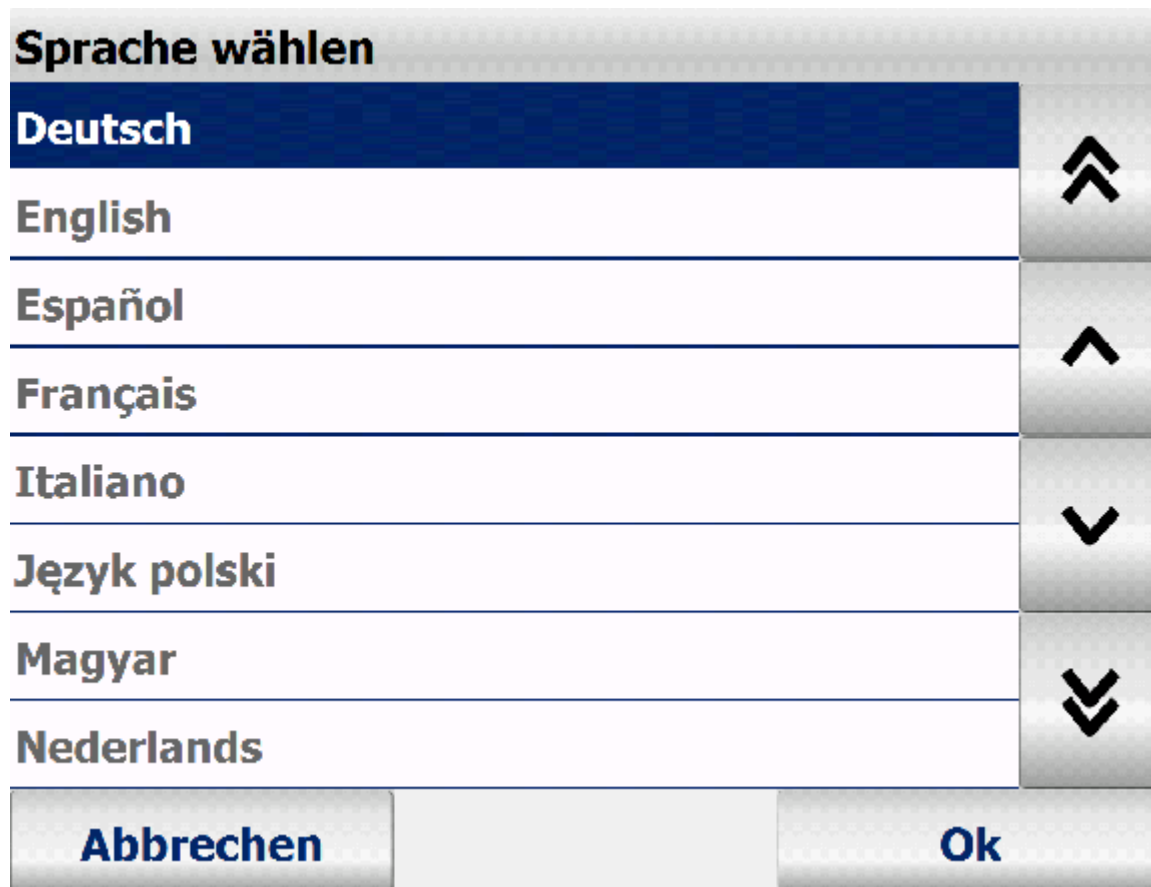 Sprache wählen
Deutsch
English
Español
Français
Italiano
Język polski
Magyar
Nederlands
Abbrechen
Ok